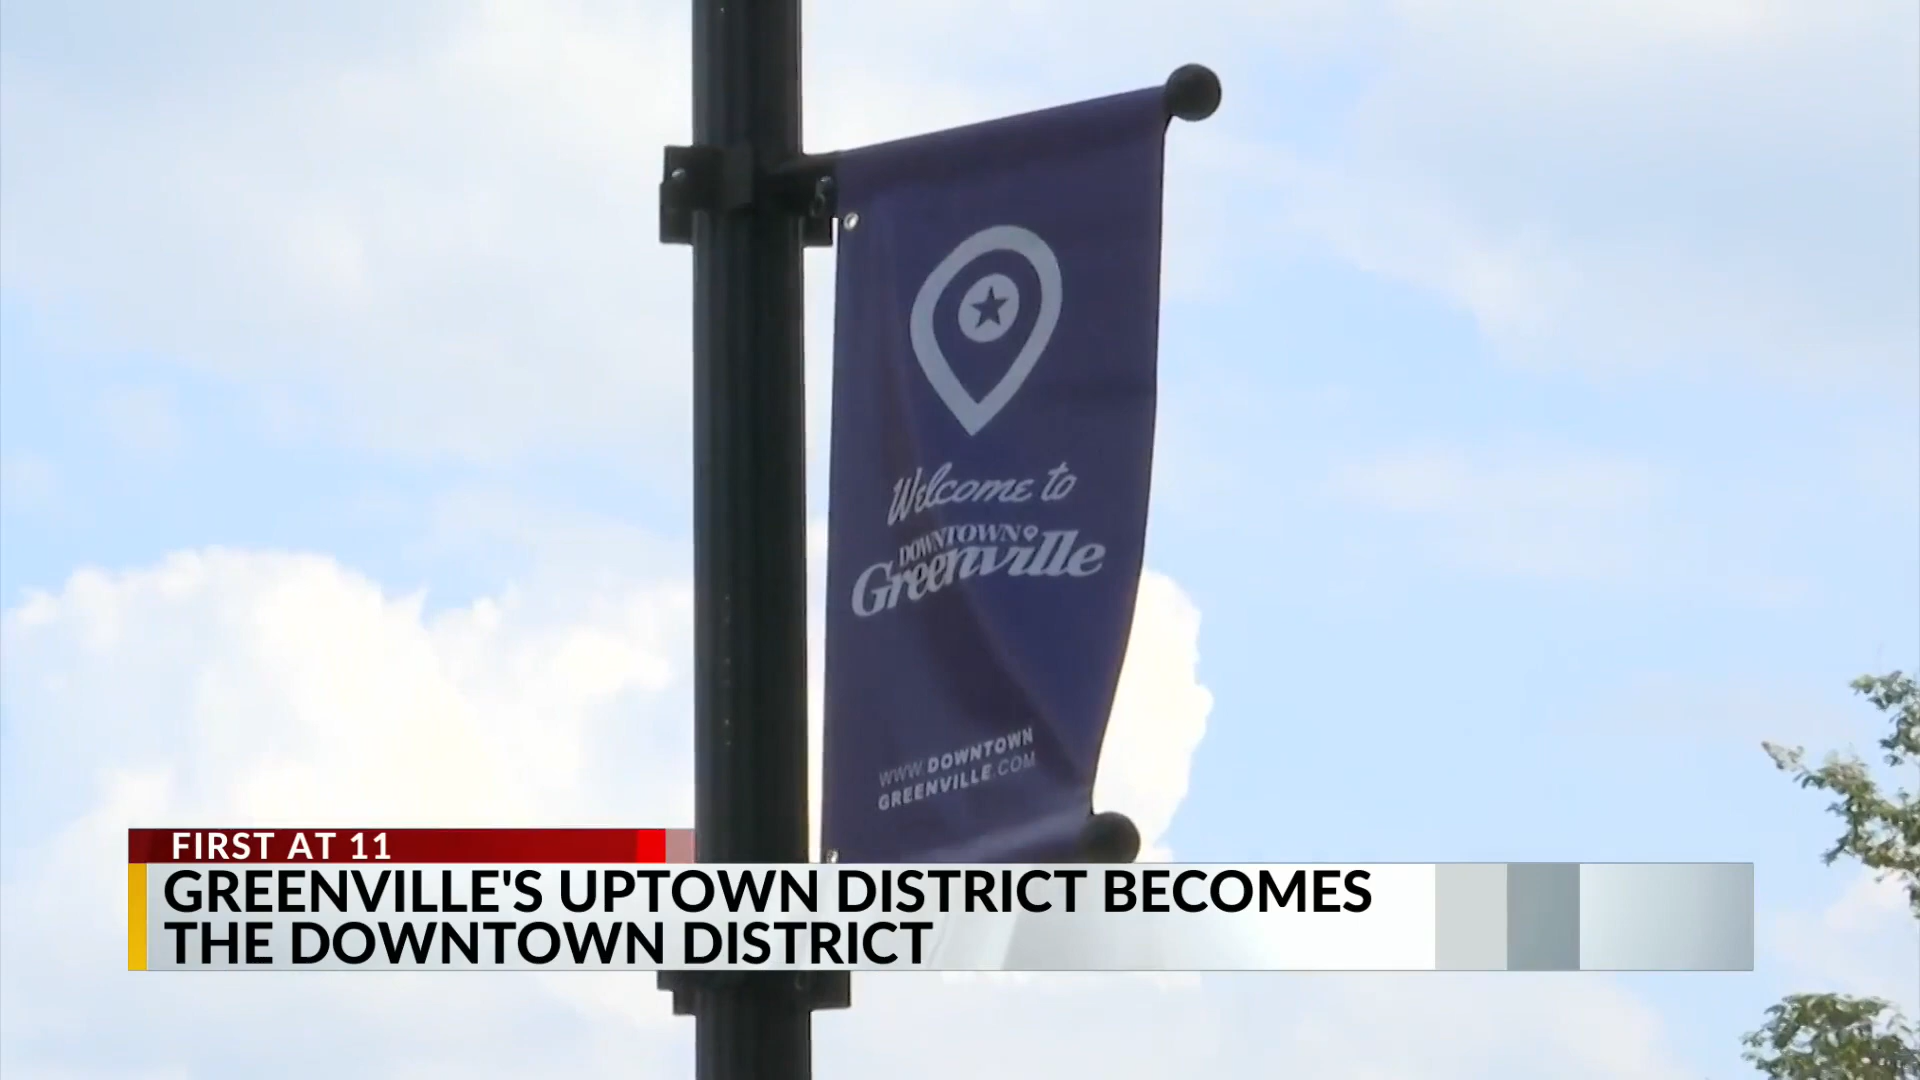 Welcome to
DOWNTOWN
Greenville
WWW.DOWNTOWN
GREENVILLE.COM
FIRST AT 11
GREENVILLE'S UPTOWN DISTRICT BECOMES
THE DOWNTOWN DISTRICT